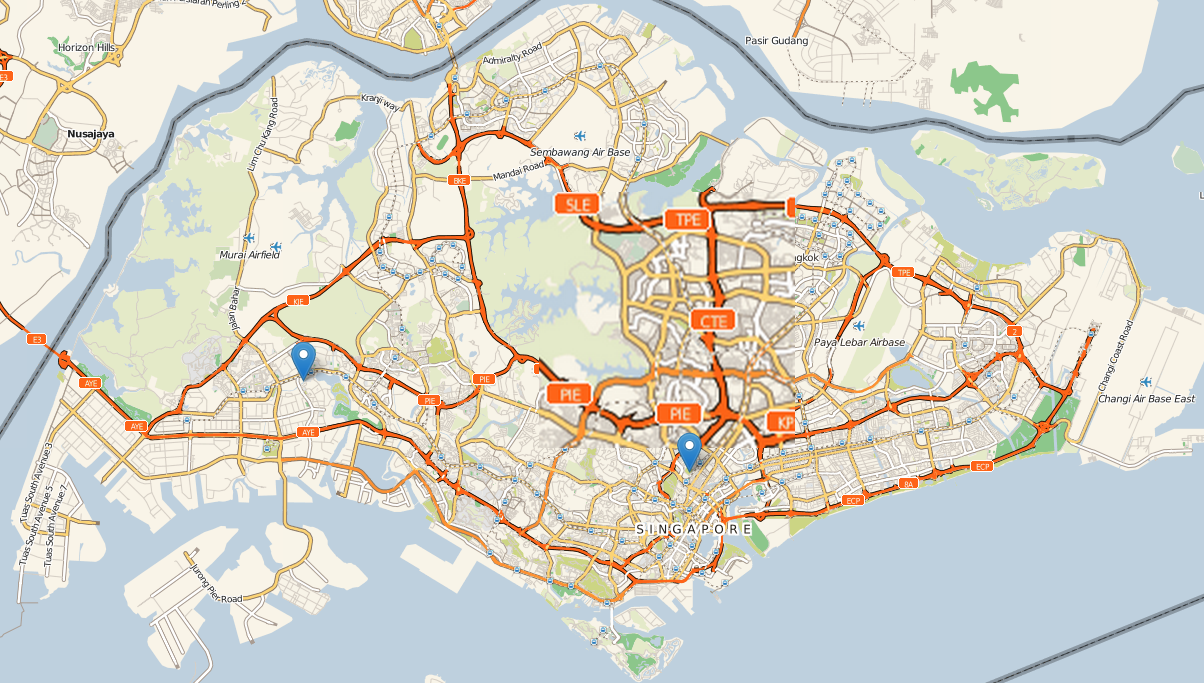 Horizon Hills
Pasir Gudang
Admiralty Road
E3
Kranji way
Nusajaya
Lim Chu Kang Road
Sembawang Air Base
Mandai Road
BKE
SLE
TPE
Murai Airfield
ngkok
TPE
KJE
Jalan Bahar
CTE
2
E3
Paya Lebar Airbase
Changi Coast Road
PIE
AYE
PIE
PIE
PIE
KP
Changi Air Base East
AYE
AYE
Tuas South Avenue 3
Tuas South Avenue 5
Tuas South Avenue 7
ECP
8A
ECP
SINGAPORE
Jurong Pier Road